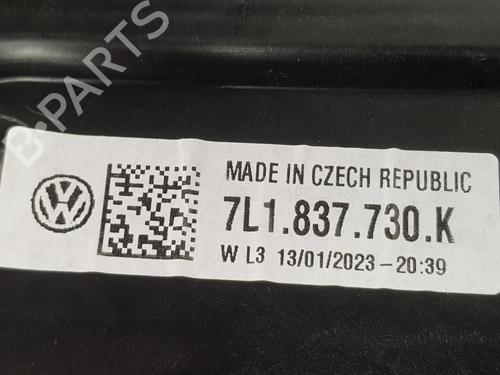 B-PARTS
MADE IN CZECH REPUBLIC
7L1.837.730.K
W L3 13/01/2023-20:39